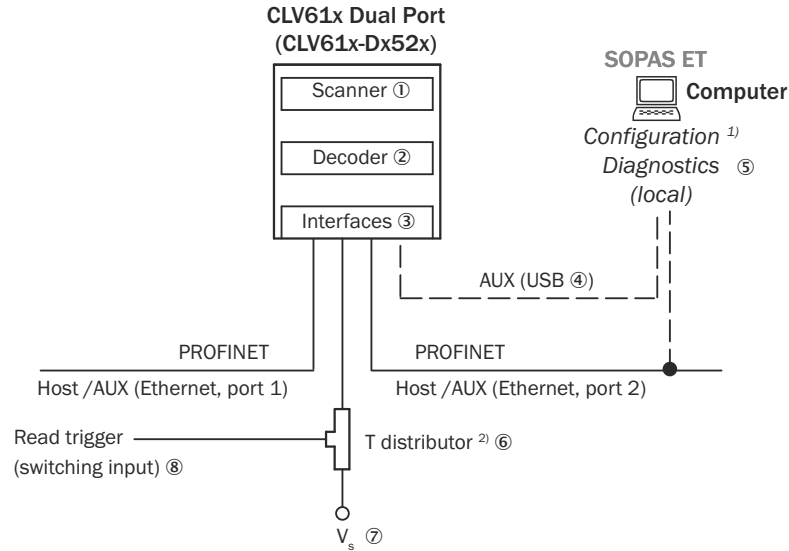 CLV61x Dual Port
(CLV61x-Dx52x)
Scanner ①
Decoder ②
Interfaces ③
SOPAS ET
Computer
Configuration ¹⁾
Diagnostics ⑤
(local)
AUX (USB ④)
PROFINET
Host /AUX (Ethernet, port 1)
PROFINET
Host /AUX (Ethernet, port 2)
Read trigger
(switching input) ⑧
T distributor ²⁾ ⑥
Vₛ ⑦